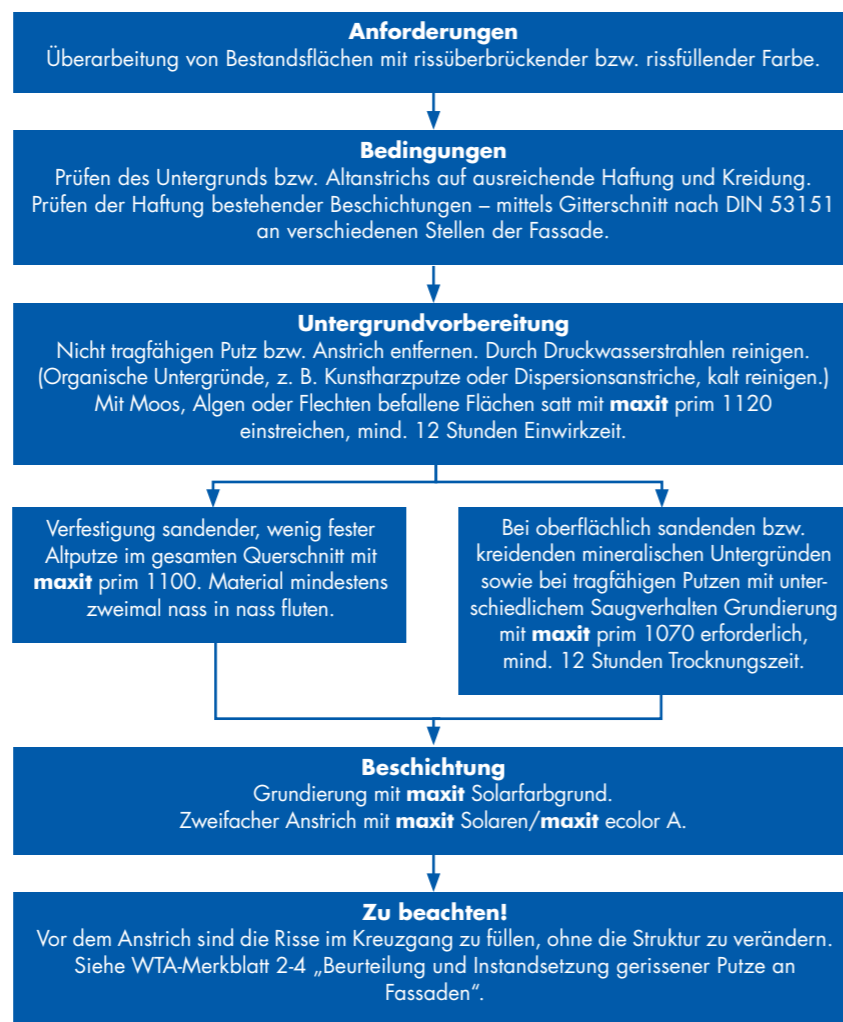 Anforderungen
Überarbeitung von Bestandsflächen mit rissüberbrückender bzw. rissfüllender Farbe.
Bedingungen
Prüfen des Untergrunds bzw. Altanstrichs auf ausreichende Haftung und Kreidung.
Prüfen der Haftung bestehender Beschichtungen – mittels Gitterschnitt nach DIN 53151
an verschiedenen Stellen der Fassade.
Untergrundvorbereitung
Nicht tragfähigen Putz bzw. Anstrich entfernen. Durch Druckwasserstrahlen reinigen.
(Organische Untergründe, z. B. Kunstharzputze oder Dispersionsanstriche, kalt reinigen.)
Mit Moos, Algen oder Flechten befallene Flächen satt mit maxit prim 1120
einstreichen, mind. 12 Stunden Einwirkzeit.
Verfestigung sandender, wenig fester
Altputze im gesamten Querschnitt mit
maxit prim 1100. Material mindestens
zweimal nass in nass fluten.
Bei oberflächlich sandenden bzw.
kreidenden mineralischen Untergründen
sowie bei tragfähigen Putzen mit unter-
schiedlichem Saugverhalten Grundierung
mit maxit prim 1070 erforderlich,
mind. 12 Stunden Trocknungszeit.
Beschichtung
Grundierung mit maxit Solarfarbgrund.
Zweifacher Anstrich mit maxit Solaren/maxit ecolor A.
Zu beachten!
Vor dem Anstrich sind die Risse im Kreuzgang zu füllen, ohne die Struktur zu verändern.
Siehe WTA-Merkblatt 2-4 „Beurteilung und Instandsetzung gerissener Putze an
Fassaden“.